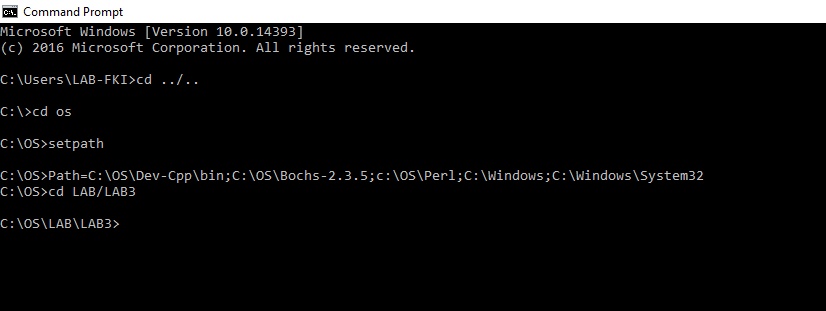 Command Prompt
Microsoft Windows [Version 10.0.14393]
(c) 2016 Microsoft Corporation. All rights reserved.
C:\Users\LAB-FKI>cd ../..
C:\>cd os
C:\OS>setpath
C:\OS>Path=C:\OS\Dev-Cpp\bin;C:\OS\Bochs-2.3.5;c:\OS\Perl;C:\Windows;C:\Windows\System32
C:\OS>cd LAB/LAB3
C:\OS\LAB\LAB3>